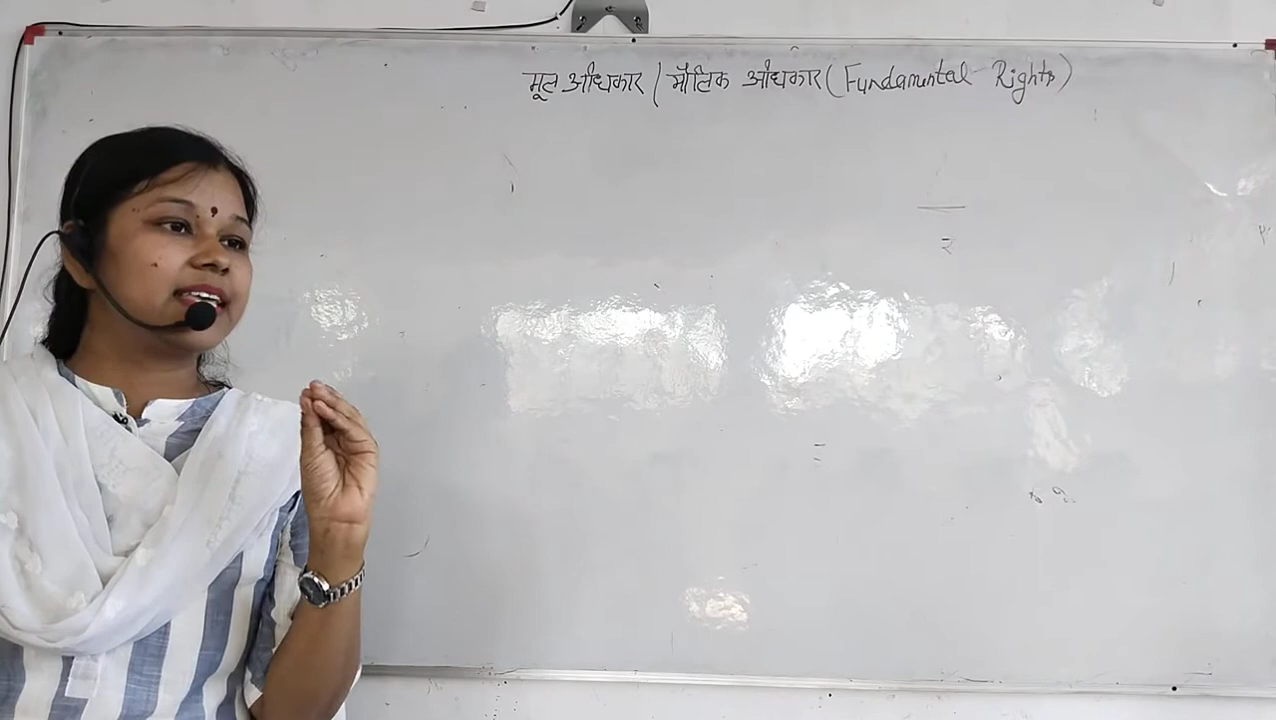 मूल अधिकार / मौलिक अधिकार ( Fundamental Rights )